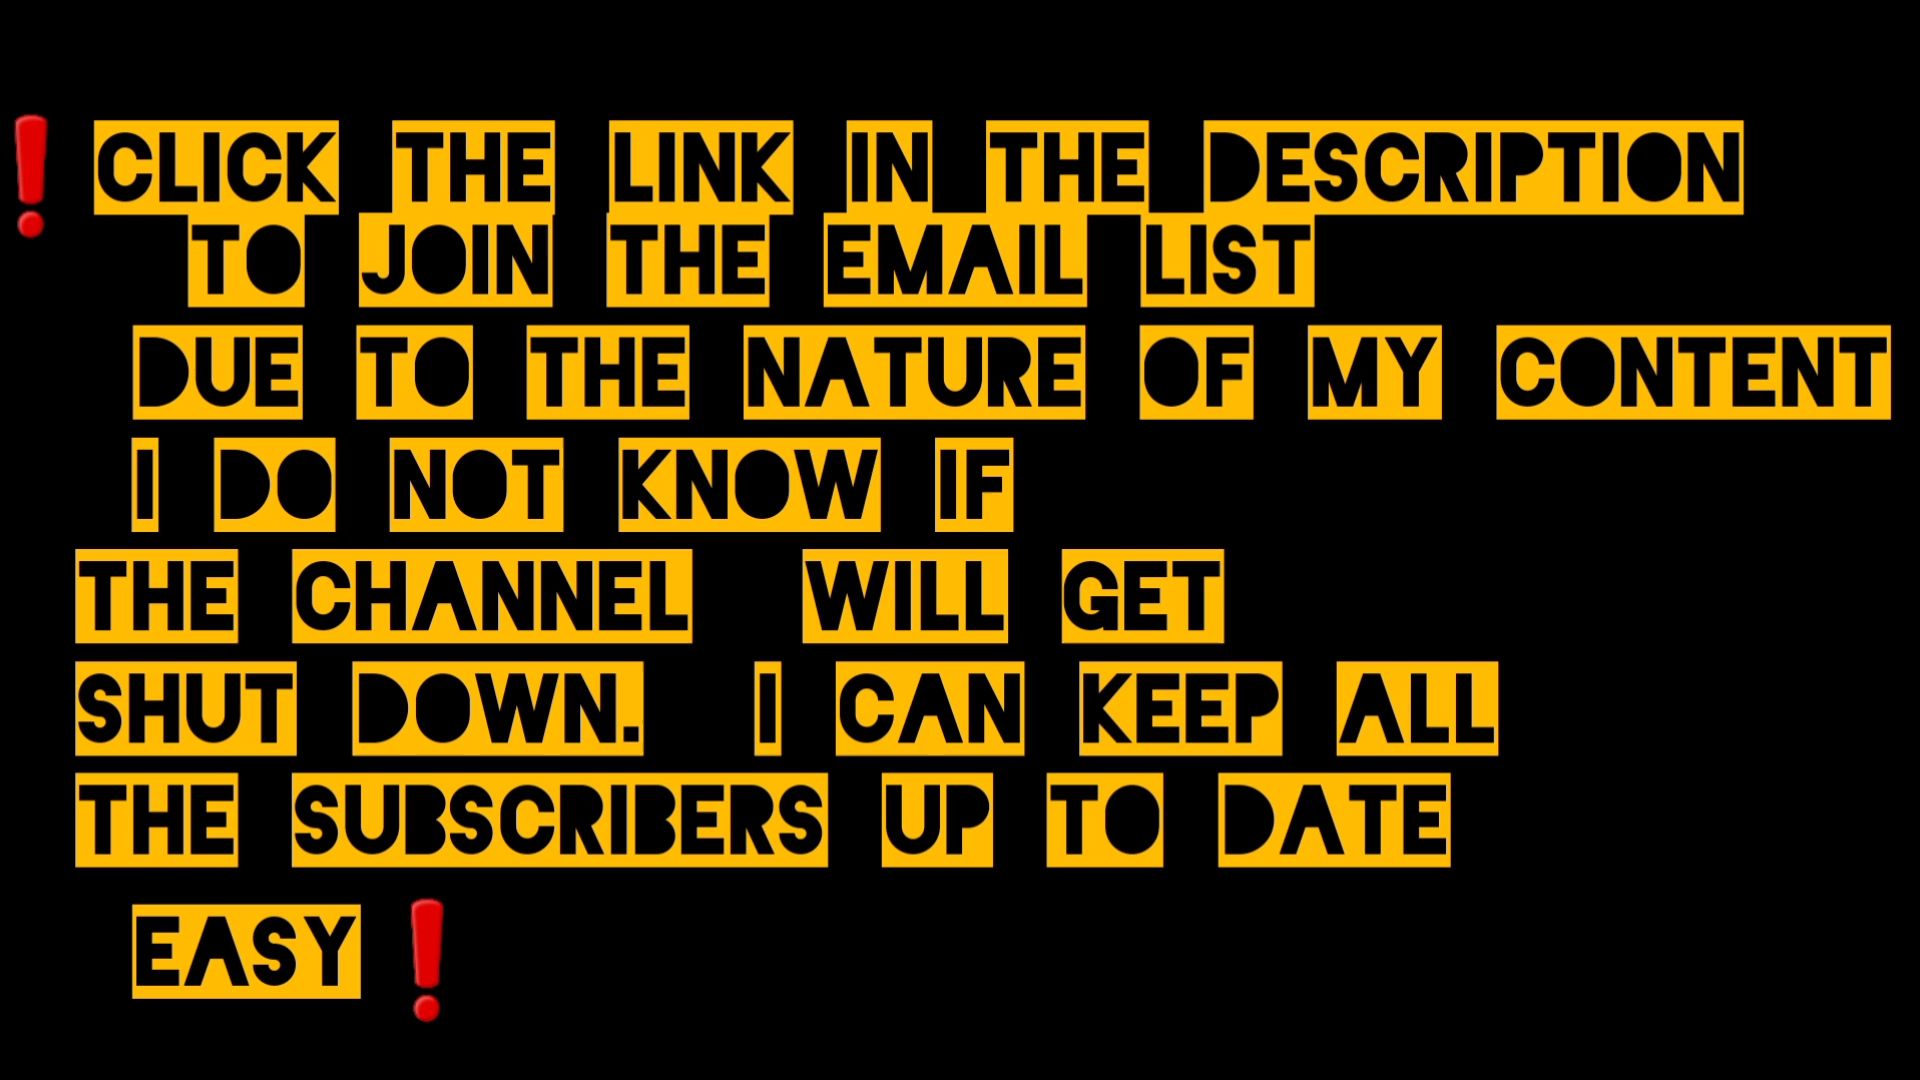 ❗CLICK THE LINK IN THE DESCRIPTION
TO JOIN THE EMAIL LIST
DUE TO THE NATURE OF MY CONTENT
I DO NOT KNOW IF
THE CHANNEL WILL GET
SHUT DOWN. I CAN KEEP ALL
THE SUBSCRIBERS UP TO DATE
EASY❗